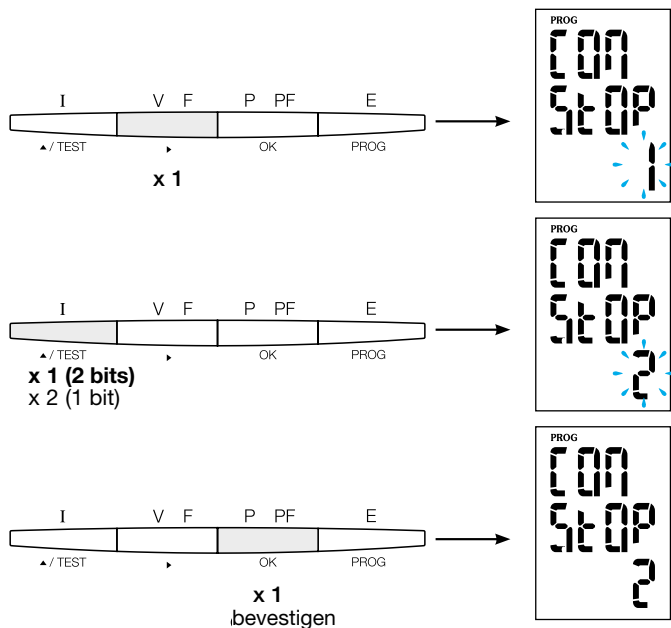 PROG
COM
I V F P PF E
StOP
▲ / TEST ▸ OK PROG
1
x 1
PROG
COM
I V F P PF E
StOP
▲ / TEST ▸ OK PROG
2
x 1 (2 bits)
x 2 (1 bit)
PROG
COM
I V F P PF E
StOP
▲ / TEST ▸ OK PROG
2
x 1
bevestigen